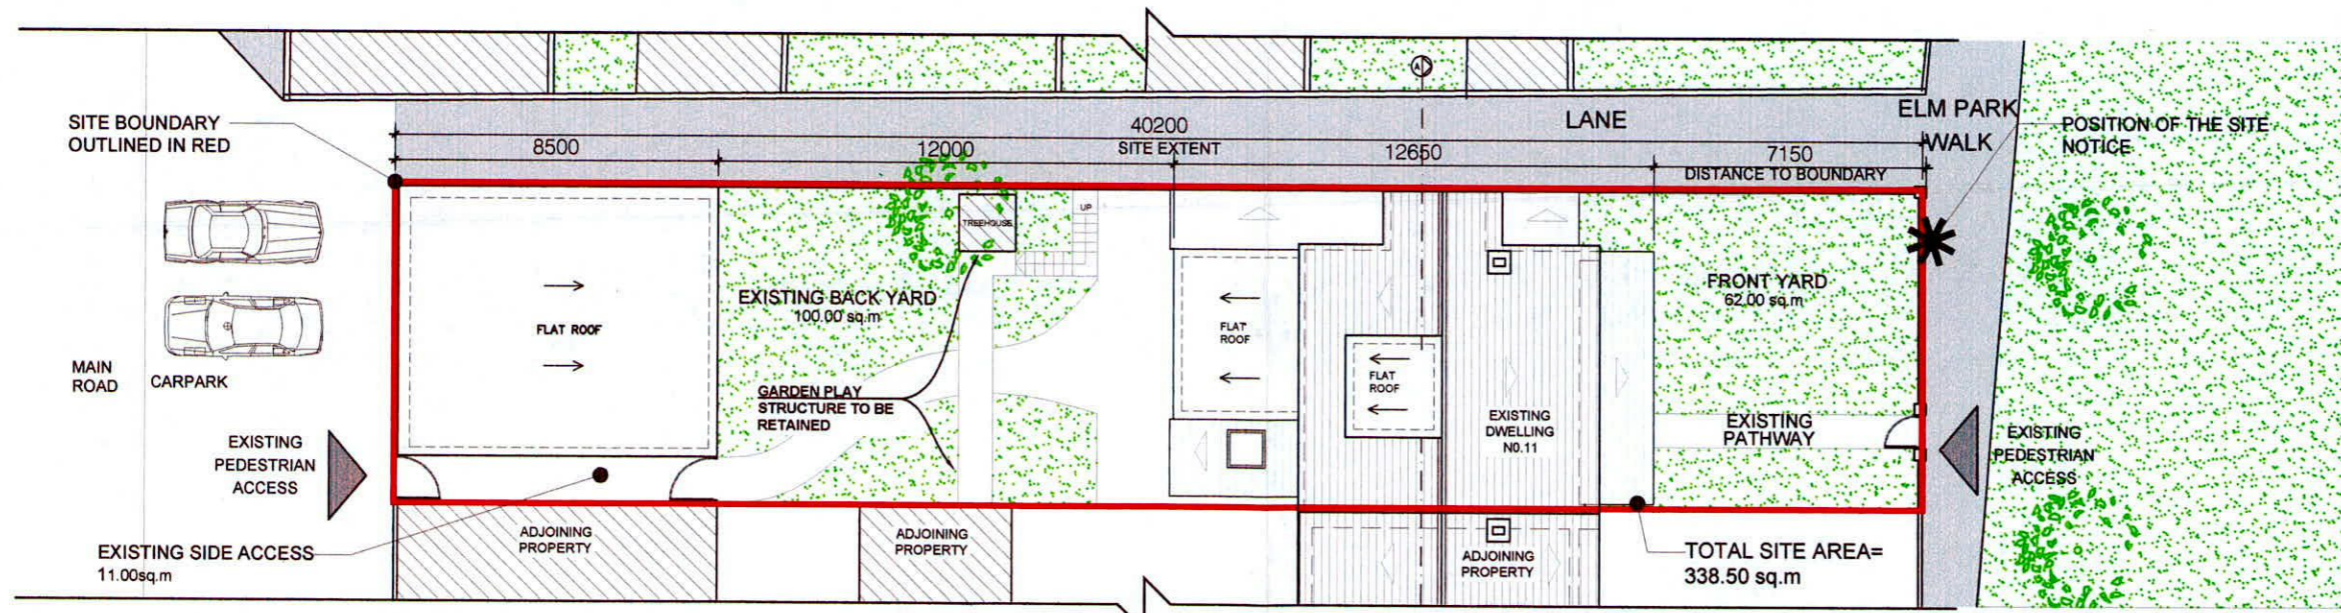 SITE BOUNDARY
OUTLINED IN RED
40200
SITE EXTENT
8500
12000
12650
7150
DISTANCE TO BOUNDARY
LANE
ELM PARK
WALK
POSITION OF THE SITE
NOTICE
A
MAIN
ROAD
CARPARK
FLAT ROOF
EXISTING BACK YARD
100.00 sq.m
TREEHOUSE
UP
GARDEN PLAY
STRUCTURE TO BE
RETAINED
FLAT
ROOF
FLAT
ROOF
EXISTING
DWELLING
N0.11
FRONT YARD
62.00 sq.m
EXISTING
PATHWAY
EXISTING
PEDESTRIAN
ACCESS
EXISTING
PEDESTRIAN
ACCESS
EXISTING SIDE ACCESS
11.00sq.m
ADJOINING
PROPERTY
ADJOINING
PROPERTY
ADJOINING
PROPERTY
TOTAL SITE AREA=
338.50 sq.m